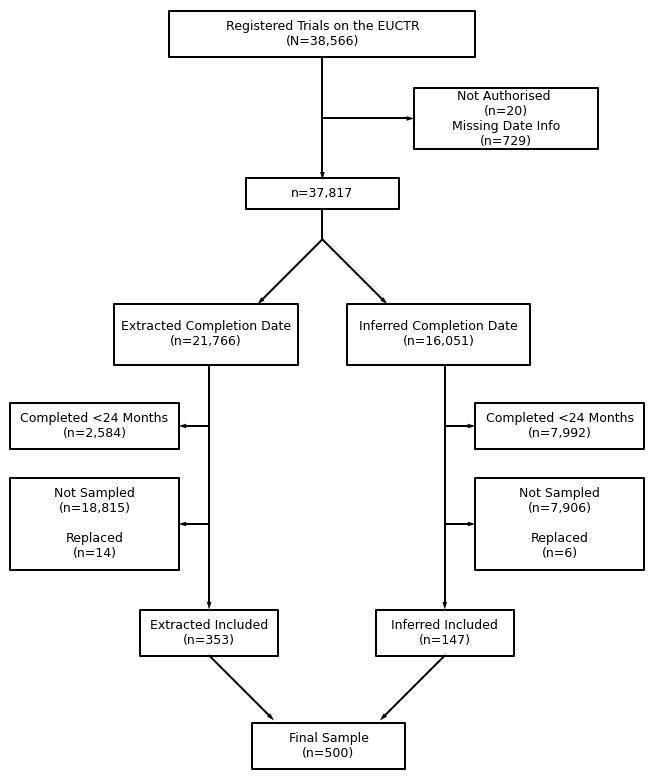 Registered Trials on the EUCTR
(N=38,566)
Not Authorised
(n=20)
Missing Date Info
(n=729)
n=37,817
Extracted Completion Date
(n=21,766)
Inferred Completion Date
(n=16,051)
Completed <24 Months
(n=2,584)
Completed <24 Months
(n=7,992)
Not Sampled
(n=18,815)
Replaced
(n=14)
Not Sampled
(n=7,906)
Replaced
(n=6)
Extracted Included
(n=353)
Inferred Included
(n=147)
Final Sample
(n=500)